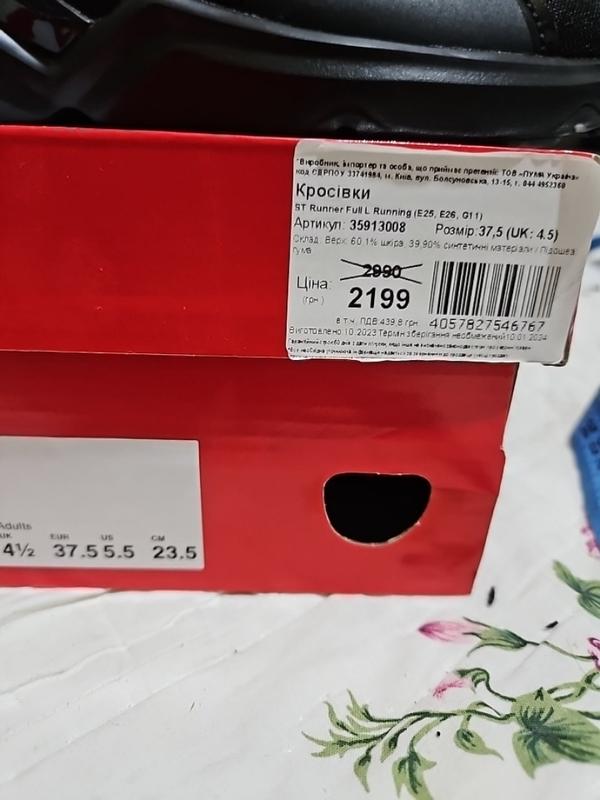 *Виробник, імпортер та особа, що приймає претензії: ТОВ «ПУМА Україна»
код ЄДРПОУ 33741984, м. Київ, вул. Болсуновська, 13-15, т. 044 4952360
Кросівки
ST Runner Full L Running (E25, E26, G11)
Артикул: 35913008 Розмір: 37,5 (UK: 4.5)
Склад: Верх: 60.1% шкіра, 39,90% синтетичні матеріали / Підошва:
гума
2990
Ціна:
(грн.)
2199
в т.ч. ПДВ:439.8 грн.
4057827546767
Виготовлено:10.2023 Термін зберігання необмежений 10.01.2024
Adults
UK EUR US CM
4½ 37.5 5.5 23.5